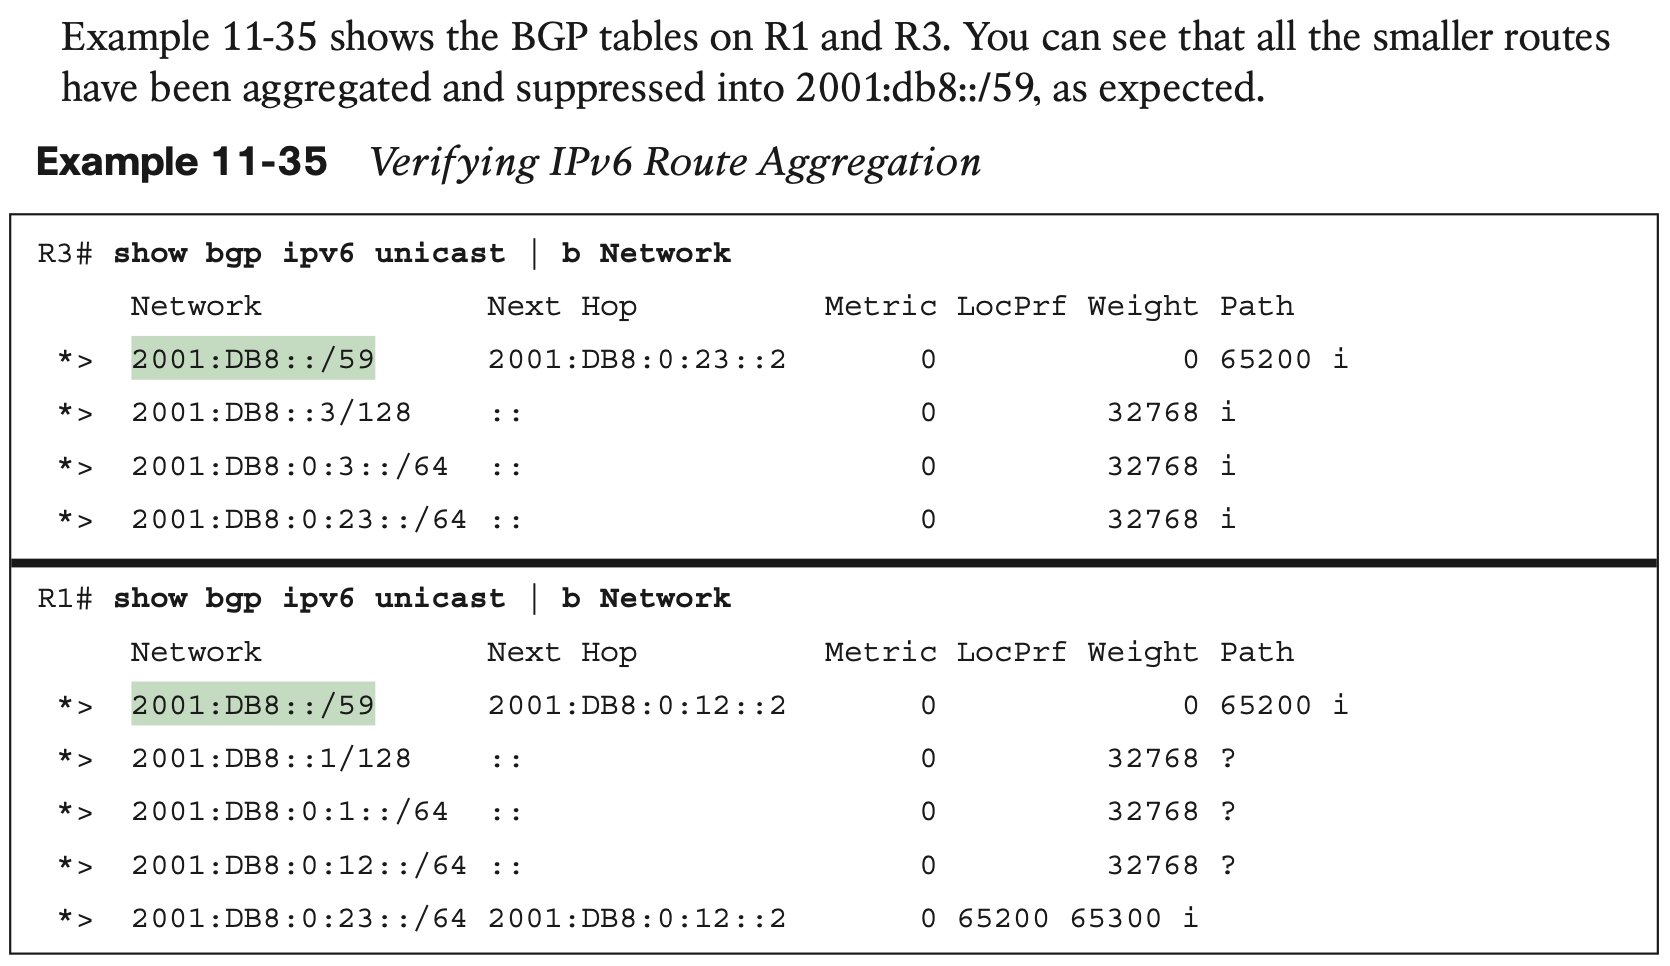 Example 11-35 shows the BGP tables on R1 and R3. You can see that all the smaller routes
have been aggregated and suppressed into 2001:db8::/59, as expected.
Example 11-35 Verifying IPv6 Route Aggregation
R3# show bgp ipv6 unicast | b Network
Network Next Hop Metric LocPrf Weight Path
*> 2001:DB8::/59 2001:DB8:0:23::2 0 0 65200 i
*> 2001:DB8::3/128 :: 0 32768 i
*> 2001:DB8:0:3::/64 :: 0 32768 i
*> 2001:DB8:0:23::/64 :: 0 32768 i
R1# show bgp ipv6 unicast | b Network
Network Next Hop Metric LocPrf Weight Path
*> 2001:DB8::/59 2001:DB8:0:12::2 0 0 65200 i
*> 2001:DB8::1/128 :: 0 32768 ?
*> 2001:DB8:0:1::/64 :: 0 32768 ?
*> 2001:DB8:0:12::/64 :: 0 32768 ?
*> 2001:DB8:0:23::/64 2001:DB8:0:12::2 0 65200 65300 i